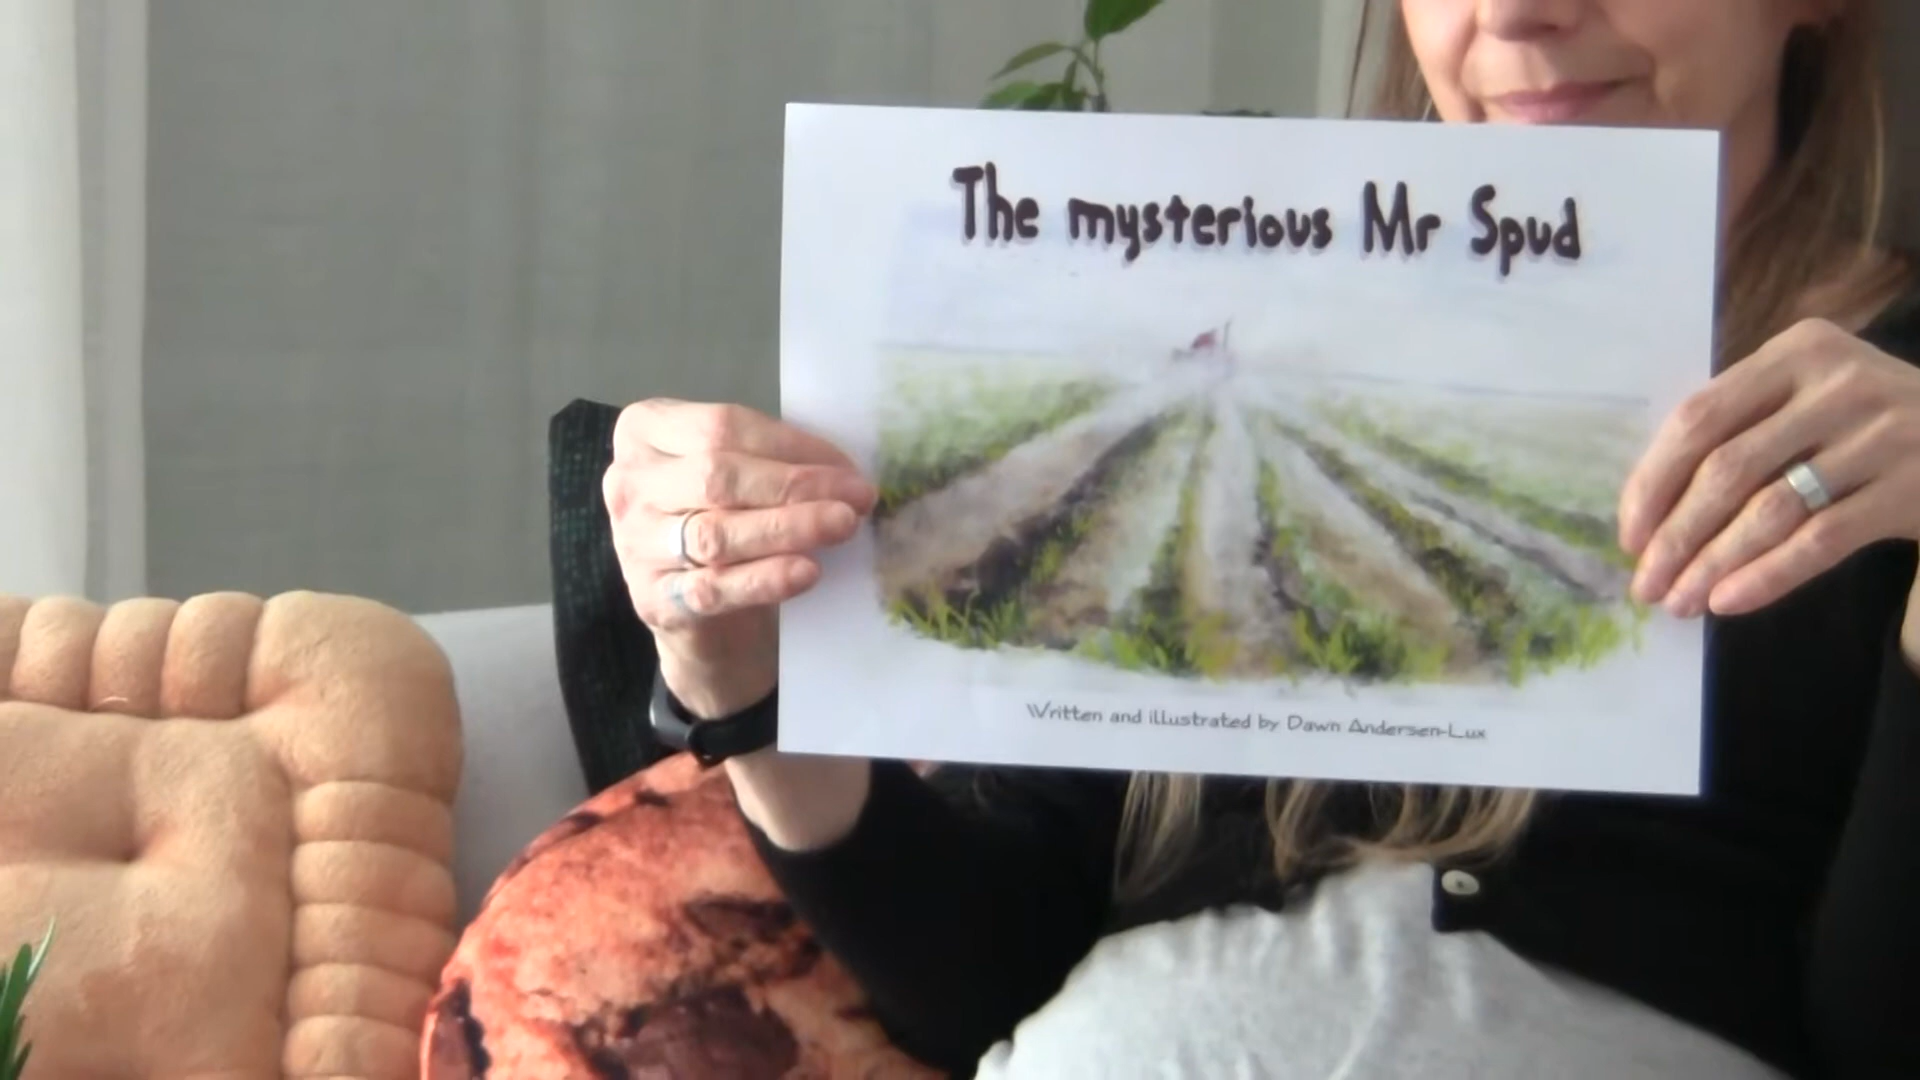 The mysterious Mr Spud
Written and illustrated by Dawn Andersen-Lux